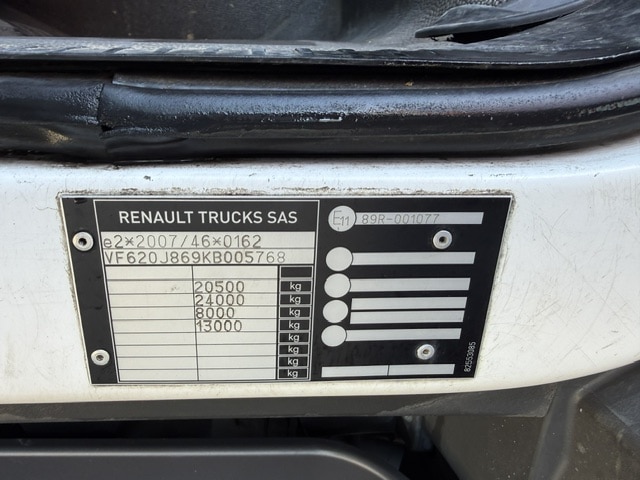 RENAULT TRUCKS SAS
e2*2007/46*0162
VF620J869KB005768
20500 kg
24000 kg
8000 kg
13000 kg
kg
kg
kg
kg
E11 89R-001077
82553085